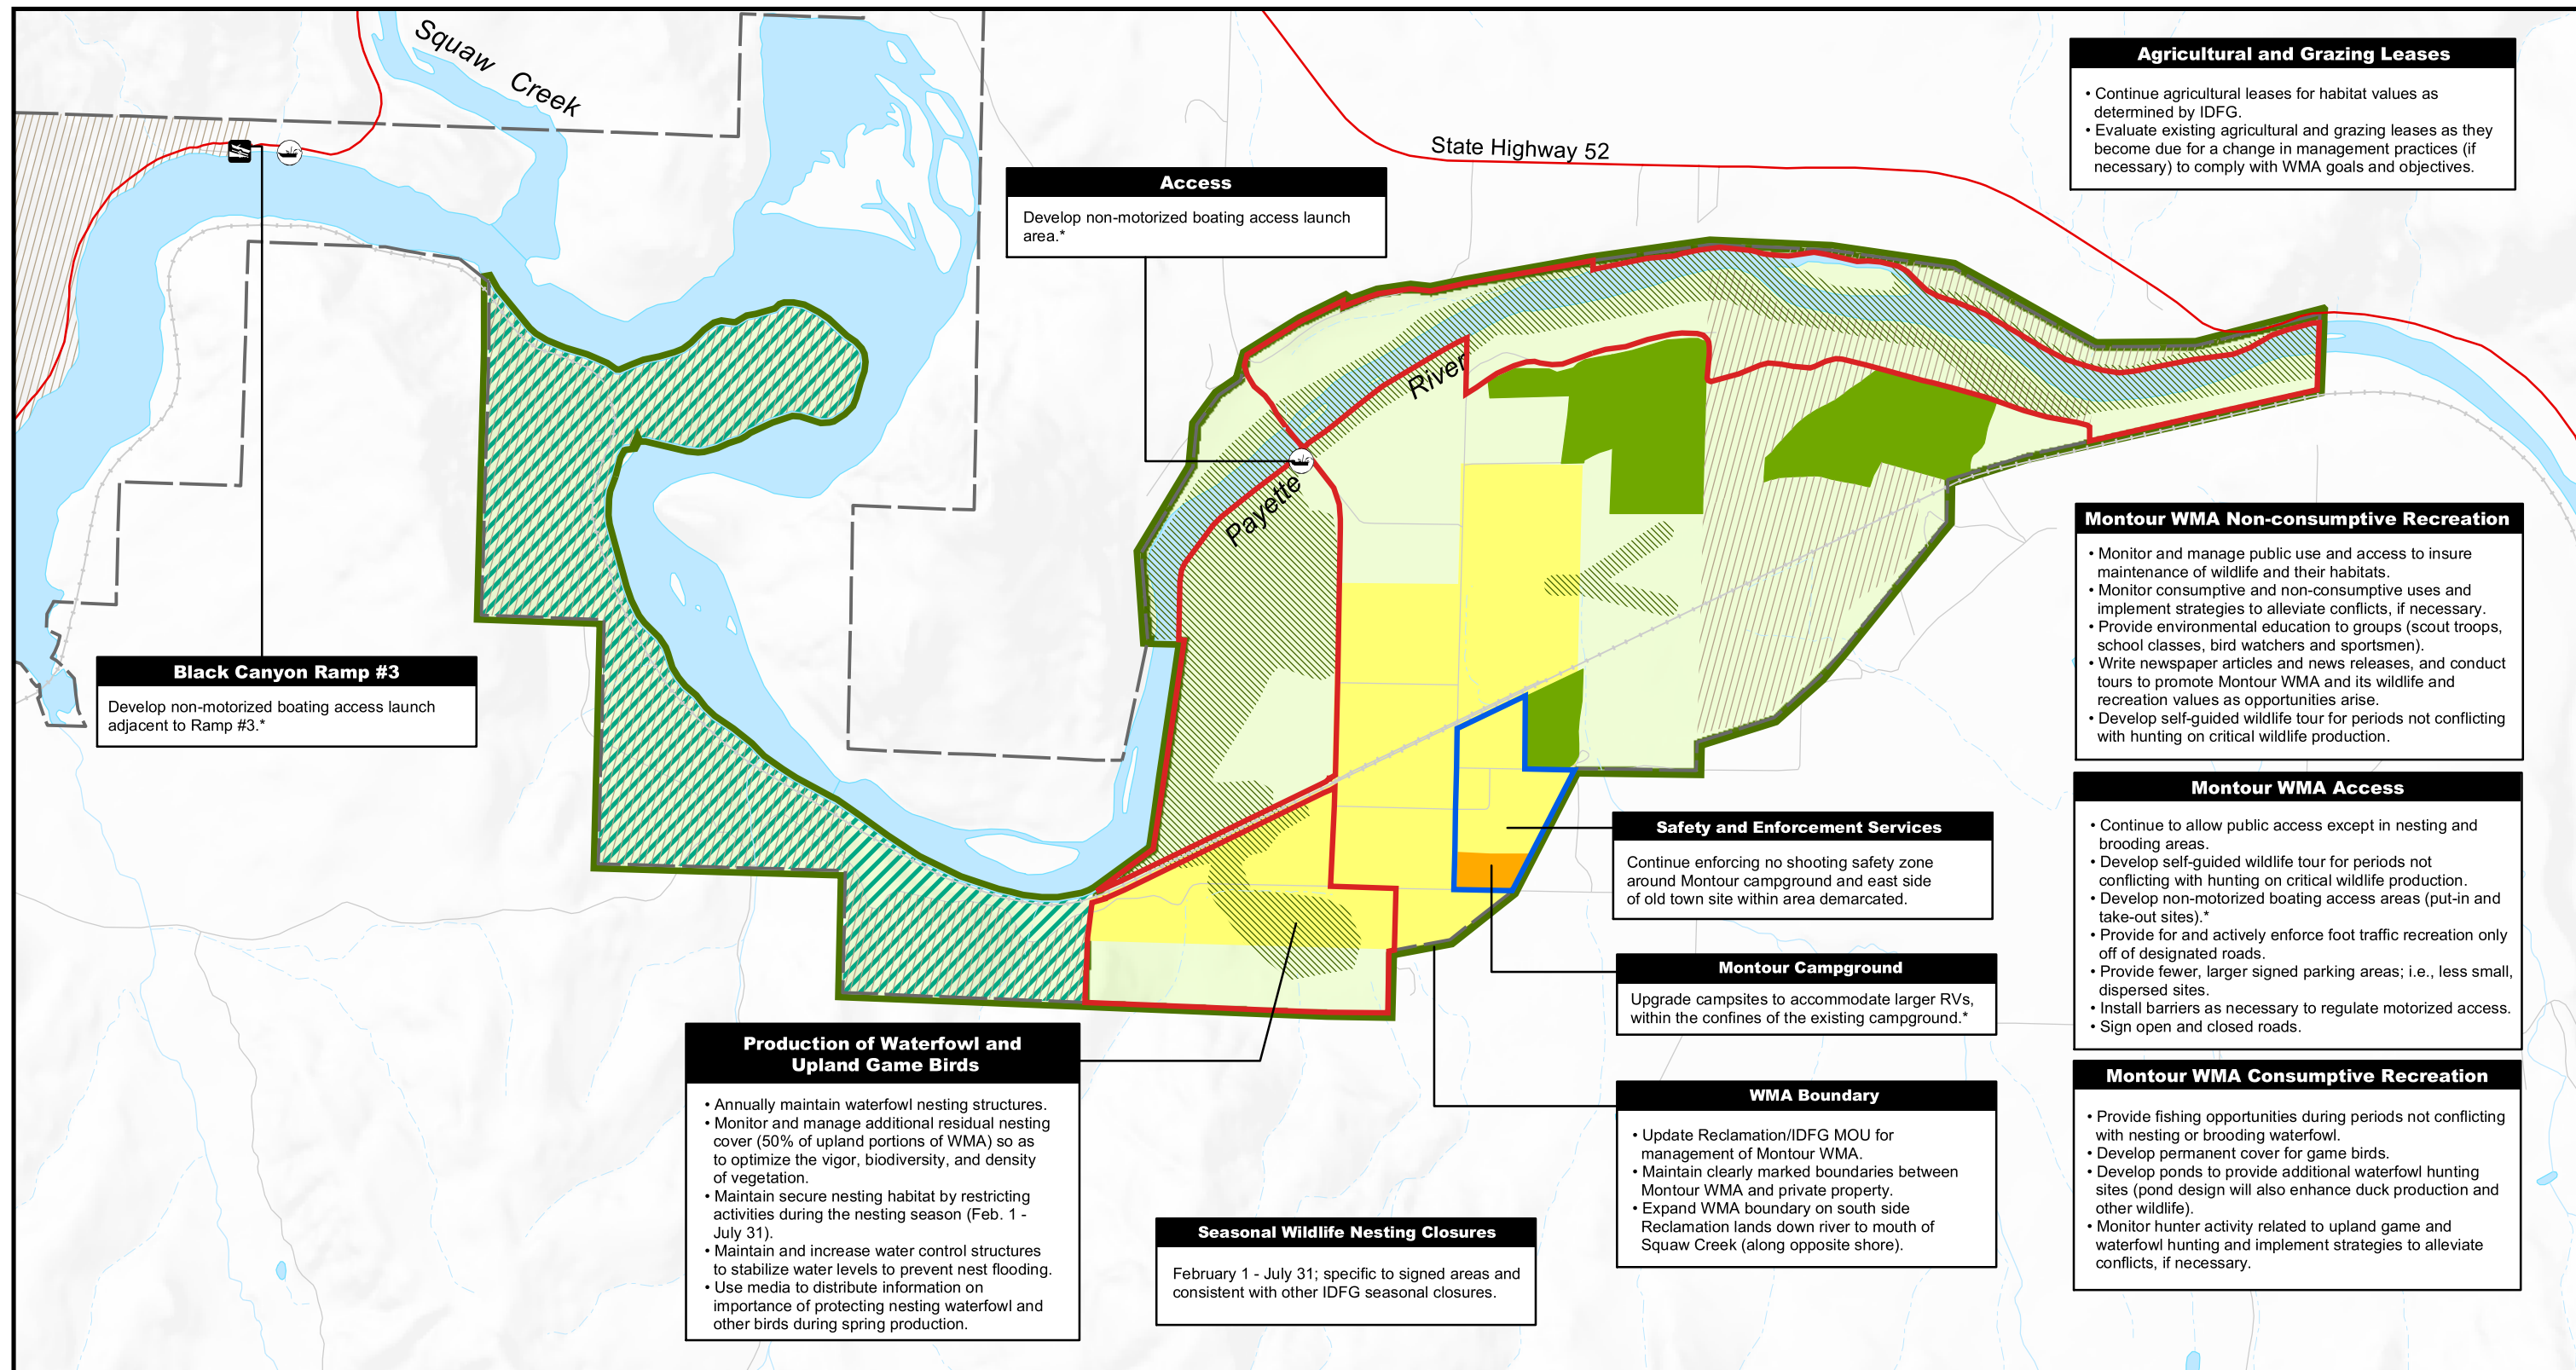 Squaw Creek
State Highway 52
Payette River
Agricultural and Grazing Leases
• Continue agricultural leases for habitat values as
determined by IDFG.
• Evaluate existing agricultural and grazing leases as they
become due for a change in management practices (if
necessary) to comply with WMA goals and objectives.
Access
Develop non-motorized boating access launch
area.*
Black Canyon Ramp #3
Develop non-motorized boating access launch
adjacent to Ramp #3.*
Montour WMA Non-consumptive Recreation
• Monitor and manage public use and access to insure
maintenance of wildlife and their habitats.
• Monitor consumptive and non-consumptive uses and
implement strategies to alleviate conflicts, if necessary.
• Provide environmental education to groups (scout troops,
school classes, bird watchers and sportsmen).
• Write newspaper articles and news releases, and conduct
tours to promote Montour WMA and its wildlife and
recreation values as opportunities arise.
• Develop self-guided wildlife tour for periods not conflicting
with hunting on critical wildlife production.
Montour WMA Access
• Continue to allow public access except in nesting and
brooding areas.
• Develop self-guided wildlife tour for periods not
conflicting with hunting on critical wildlife production.
• Develop non-motorized boating access areas (put-in and
take-out sites).*
• Provide for and actively enforce foot traffic recreation only
off of designated roads.
• Provide fewer, larger signed parking areas; i.e., less small,
dispersed sites.
• Install barriers as necessary to regulate motorized access.
• Sign open and closed roads.
Safety and Enforcement Services
Continue enforcing no shooting safety zone
around Montour campground and east side
of old town site within area demarcated.
Montour Campground
Upgrade campsites to accommodate larger RVs,
within the confines of the existing campground.*
Production of Waterfowl and
Upland Game Birds
• Annually maintain waterfowl nesting structures.
• Monitor and manage additional residual nesting
cover (50% of upland portions of WMA) so as
to optimize the vigor, biodiversity, and density
of vegetation.
• Maintain secure nesting habitat by restricting
activities during the nesting season (Feb. 1 -
July 31).
• Maintain and increase water control structures
to stabilize water levels to prevent nest flooding.
• Use media to distribute information on
importance of protecting nesting waterfowl and
other birds during spring production.
Seasonal Wildlife Nesting Closures
February 1 - July 31; specific to signed areas and
consistent with other IDFG seasonal closures.
WMA Boundary
• Update Reclamation/IDFG MOU for
management of Montour WMA.
• Maintain clearly marked boundaries between
Montour WMA and private property.
• Expand WMA boundary on south side
Reclamation lands down river to mouth of
Squaw Creek (along opposite shore).
Montour WMA Consumptive Recreation
• Provide fishing opportunities during periods not conflicting
with nesting or brooding waterfowl.
• Develop permanent cover for game birds.
• Develop ponds to provide additional waterfowl hunting
sites (pond design will also enhance duck production and
other wildlife).
• Monitor hunter activity related to upland game and
waterfowl hunting and implement strategies to alleviate
conflicts, if necessary.